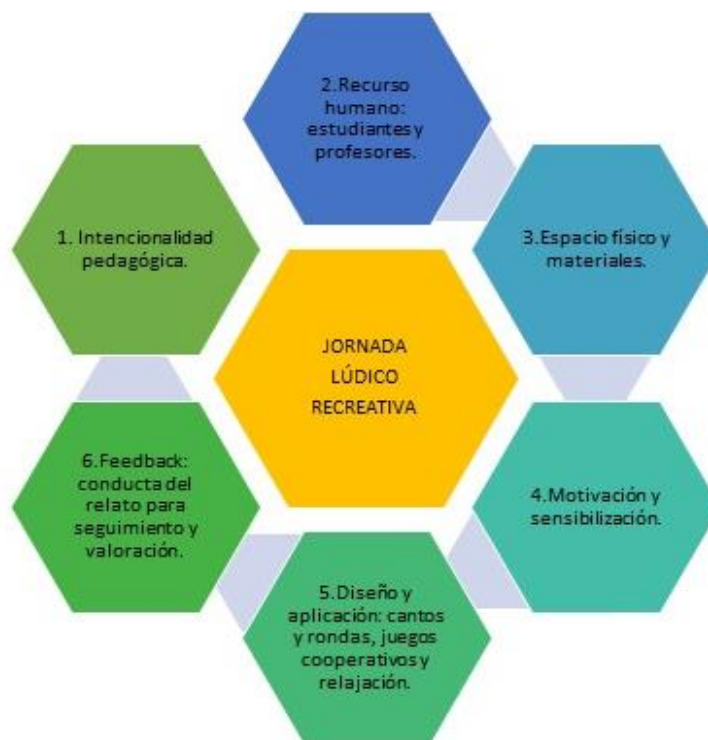 2.Recurso
humano:
estudiantes y
profesores.
1. Intencionalidad
pedagógica.
3.Espacio físico y
materiales.
JORNADA
LÚDICO
RECREATIVA
6.Feedback:
conducta del
relato para
seguimiento y
valoración.
4.Motivación y
sensibilización.
5.Diseño y
aplicación: cantos
y rondas, juegos
cooperativos y
relajación.